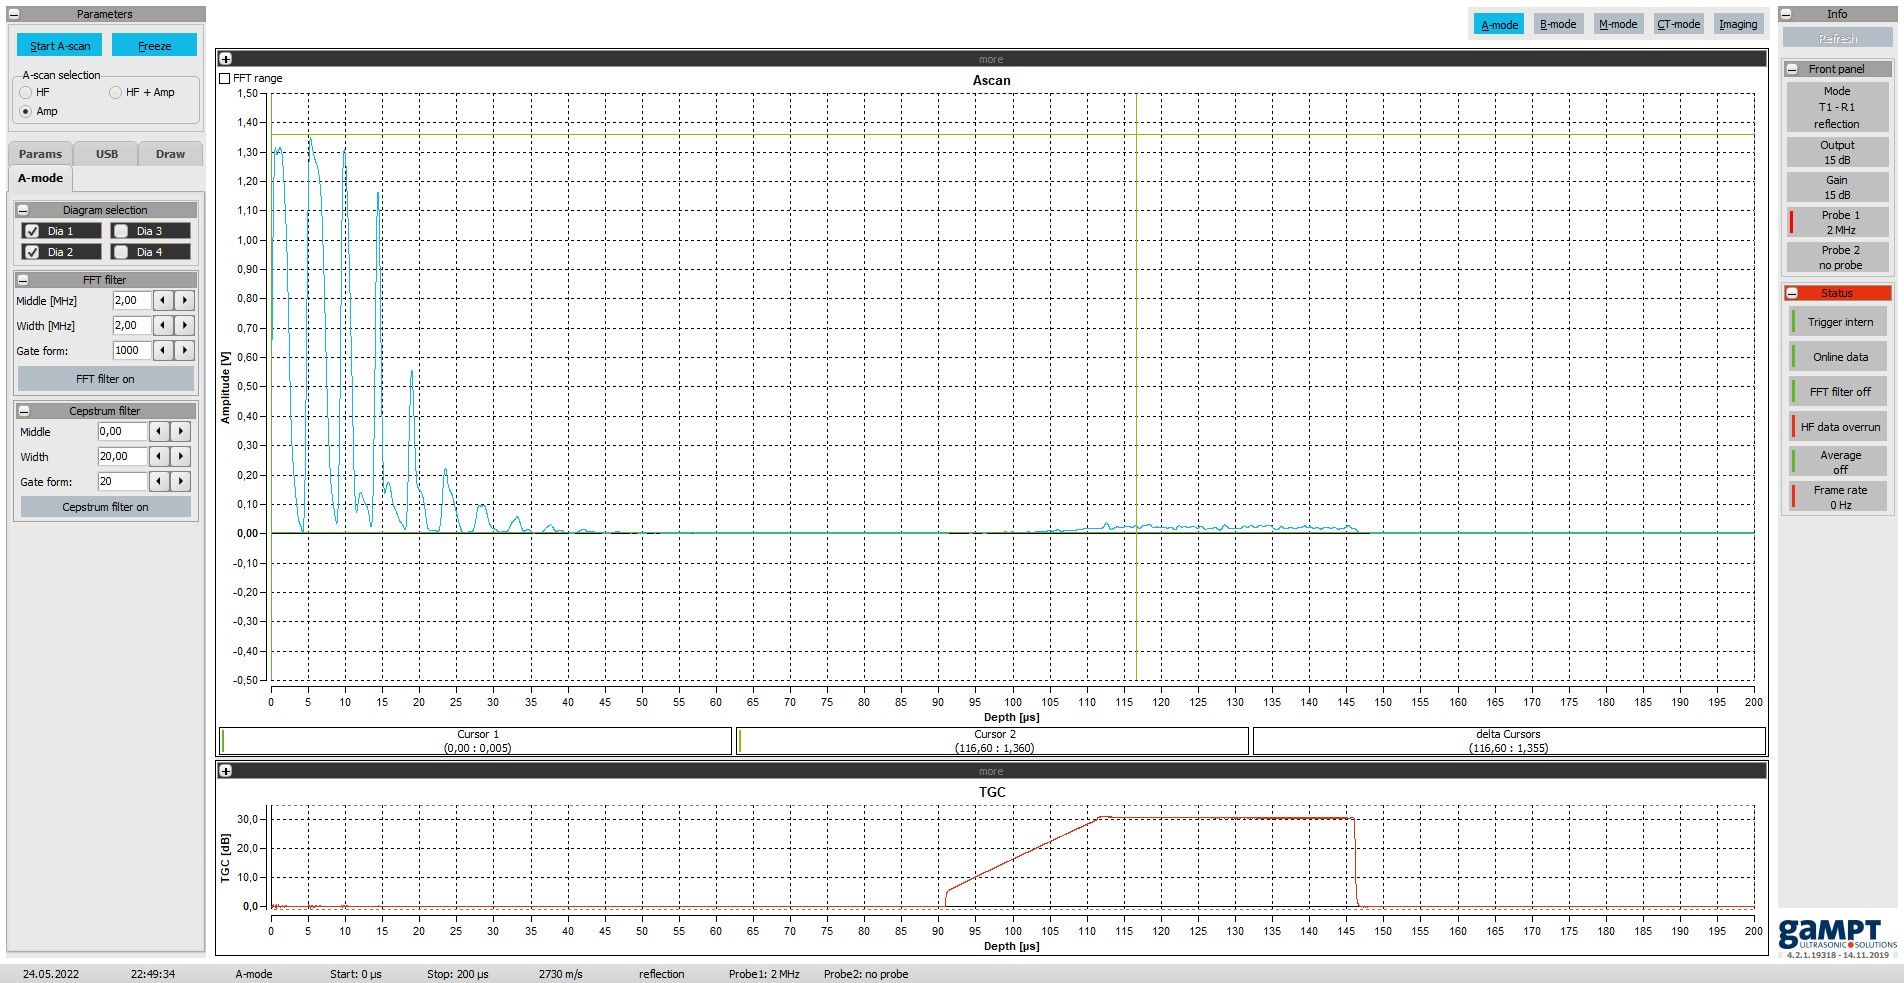 Parameters
Start A-scan Freeze
A-scan selection
HF HF + Amp
Amp
Params USB Draw
A-mode
Diagram selection
Dia 1 Dia 3
Dia 2 Dia 4
FFT filter
Middle [MHz] 2,00
Width [MHz] 2,00
Gate form: 1000
FFT filter on
Cepstrum filter
Middle 0,00
Width 20,00
Gate form: 20
Cepstrum filter on
A-mode B-mode M-mode CT-mode Imaging
more
FFT range
Ascan
1,50
1,40
1,30
1,20
1,10
1,00
0,90
0,80
0,70
0,60
0,50
0,40
0,30
0,20
0,10
0,00
-0,10
-0,20
-0,30
-0,40
-0,50
Amplitude [V]
0 5 10 15 20 25 30 35 40 45 50 55 60 65 70 75 80 85 90 95 100 105 110 115 120 125 130 135 140 145 150 155 160 165 170 175 180 185 190 195 200
Depth [µs]
Cursor 1
(0,00 : 0,005)
Cursor 2
(116,60 : 1,360)
delta Cursors
(116,60 : 1,355)
more
TGC
30,0
20,0
10,0
0,0
TGC [dB]
0 5 10 15 20 25 30 35 40 45 50 55 60 65 70 75 80 85 90 95 100 105 110 115 120 125 130 135 140 145 150 155 160 165 170 175 180 185 190 195 200
Depth [µs]
Info
Refresh
Front panel
Mode
T1 - R1
reflection
Output
15 dB
Gain
15 dB
Probe 1
2 MHz
Probe 2
no probe
Status
Trigger intern
Online data
FFT filter off
HF data overrun
Average
off
Frame rate
0 Hz
gaMPT
ULTRASONIC SOLUTIONS
4.2.1.19318 - 14.11.2019
24.05.2022 22:49:34 A-mode Start: 0 µs Stop: 200 µs 2730 m/s reflection Probe1: 2 MHz Probe2: no probe